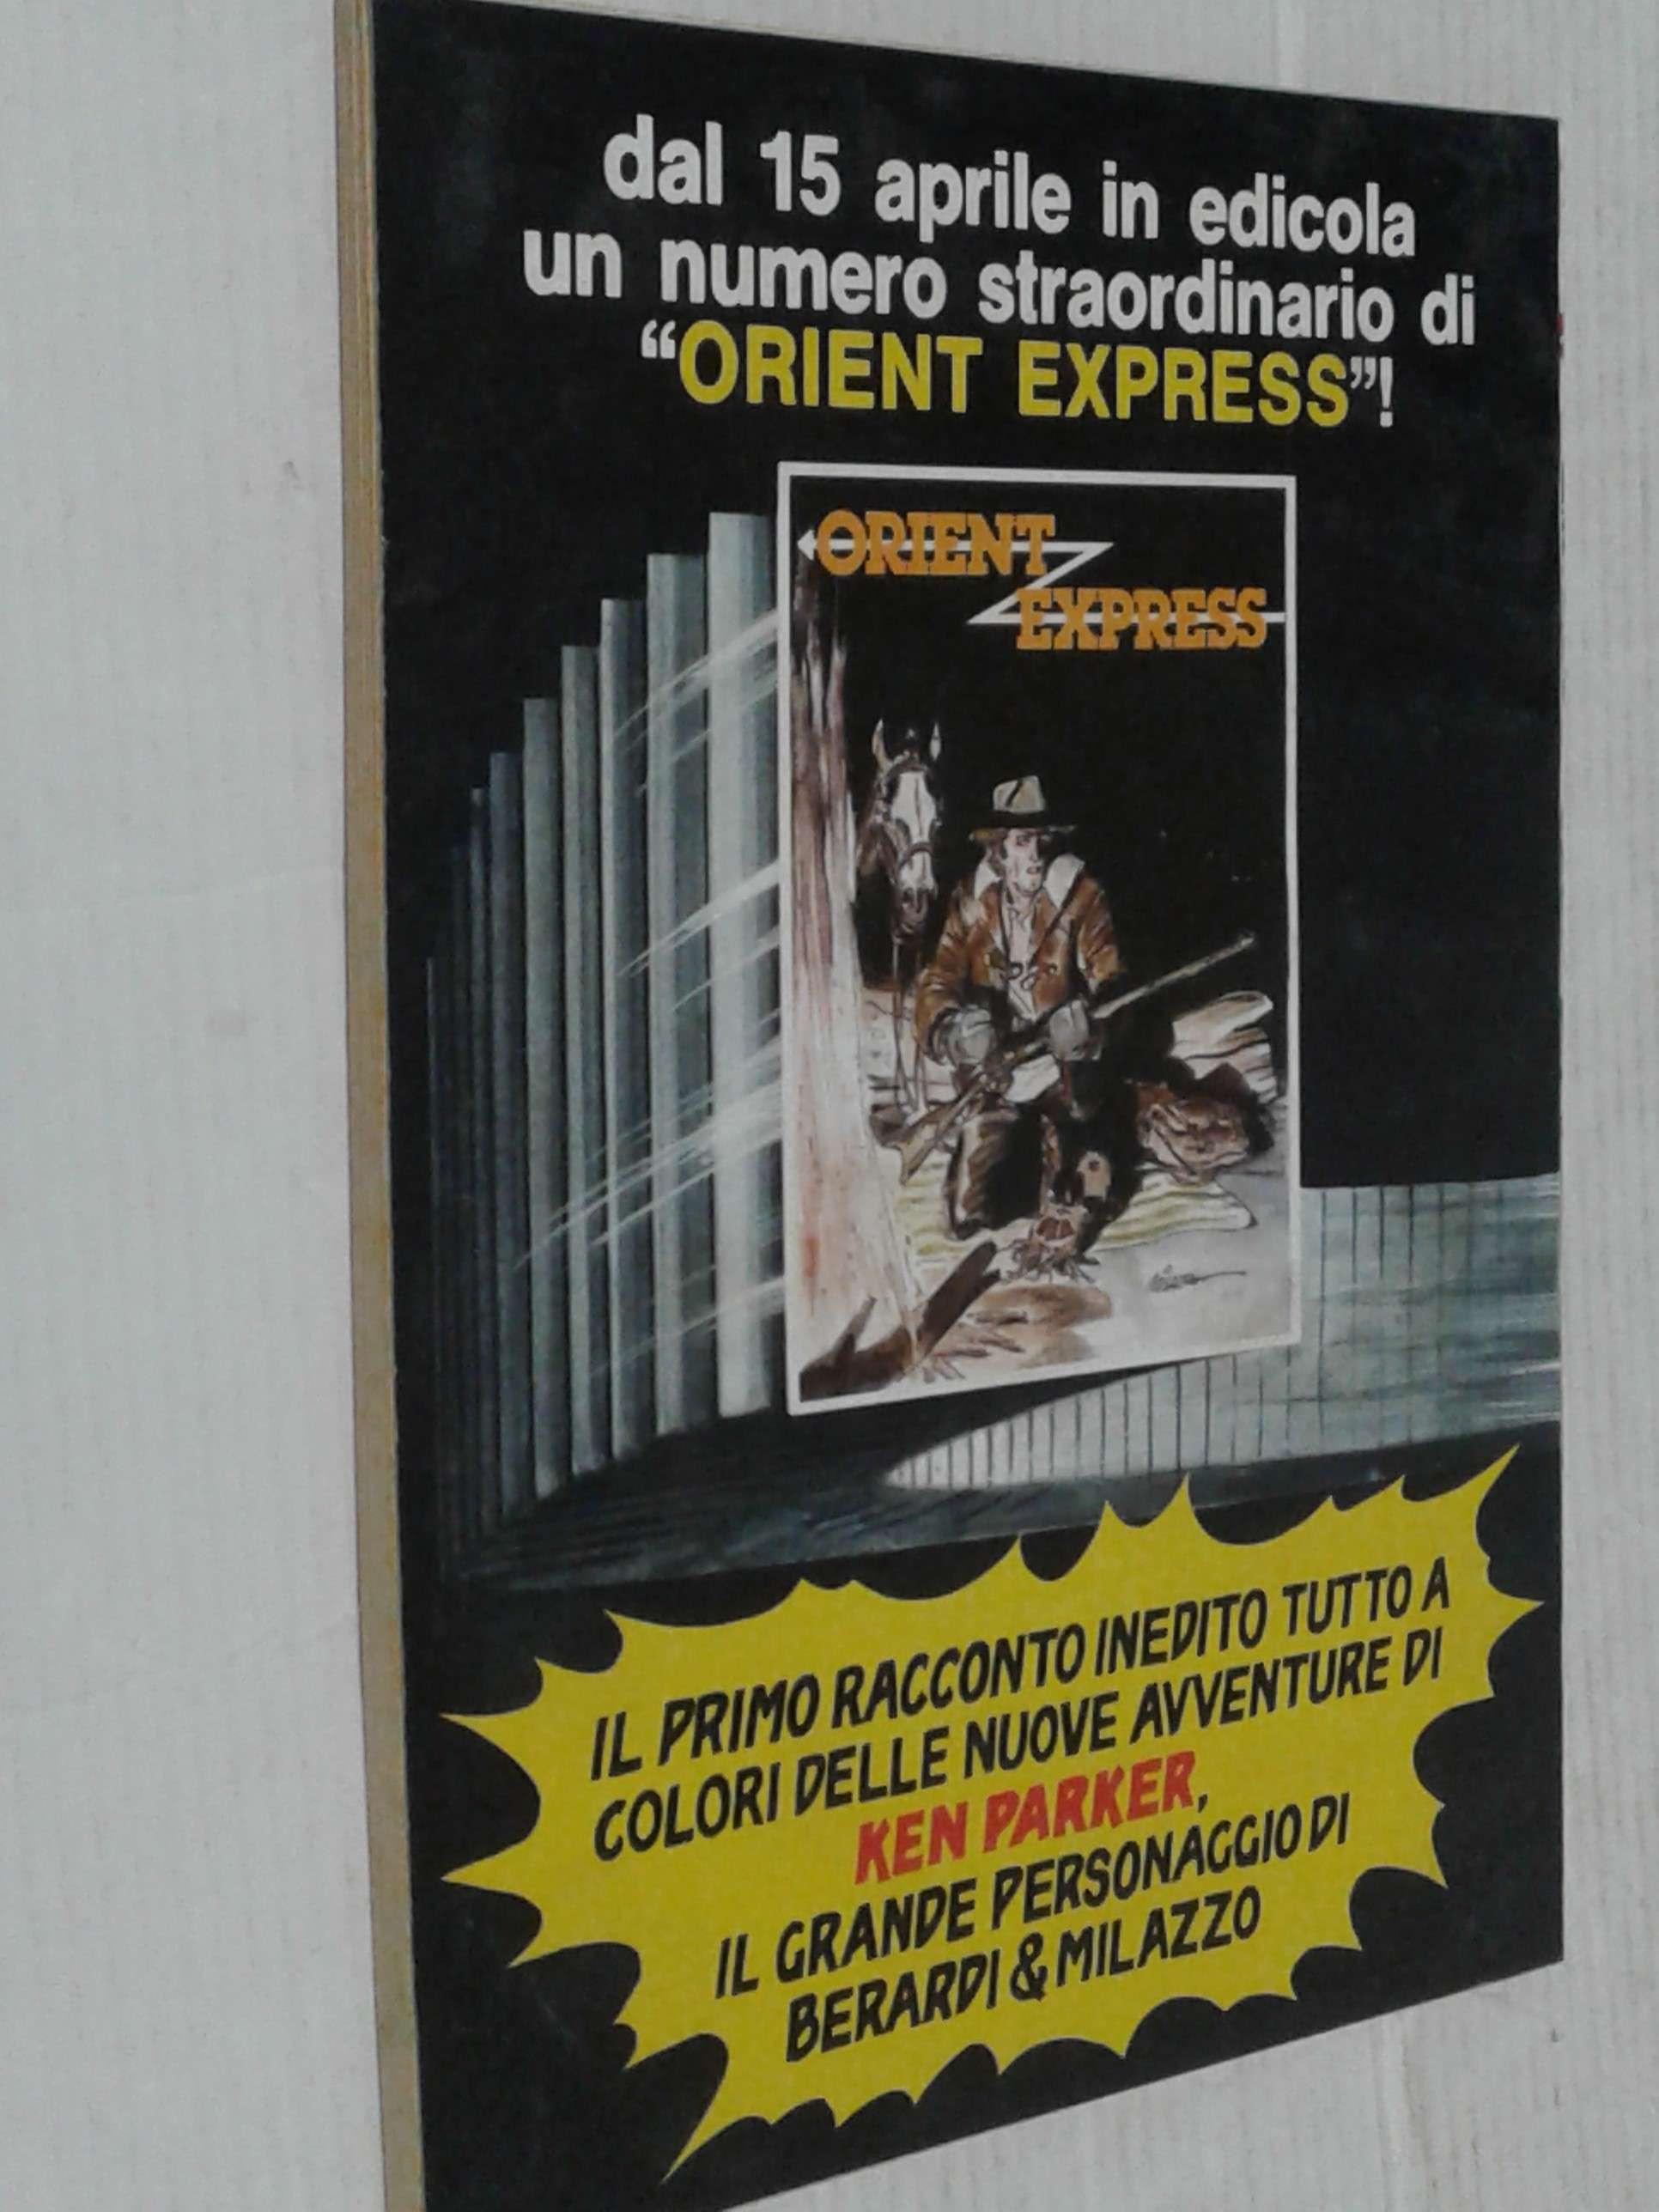 dal 15 aprile in edicola
un numero straordinario di
“ORIENT EXPRESS”!
ORIENT
EXPRESS
IL PRIMO RACCONTO INEDITO TUTTO A
COLORI DELLE NUOVE AVVENTURE DI
KEN PARKER,
IL GRANDE PERSONAGGIO DI
BERARDI & MILAZZO